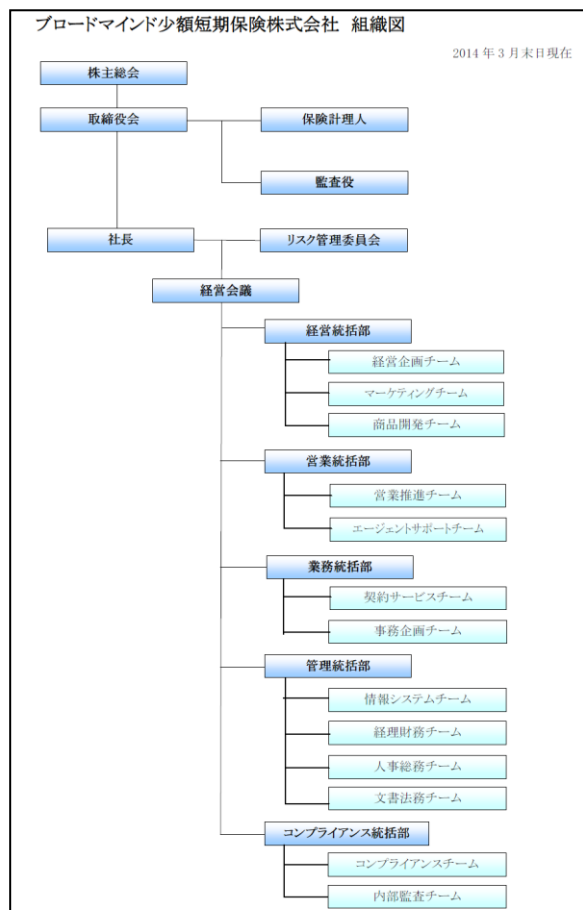 ブロードマインド少額短期保険株式会社 組織図
2014年3月末日現在
株主総会
取締役会
保険計理人
監査役
社長
リスク管理委員会
経営会議
経営統括部
経営企画チーム
マーケティングチーム
商品開発チーム
営業統括部
営業推進チーム
エージェントサポートチーム
業務統括部
契約サービスチーム
事務企画チーム
管理統括部
情報システムチーム
経理財務チーム
人事総務チーム
文書法務チーム
コンプライアンス統括部
コンプライアンスチーム
内部監査チーム